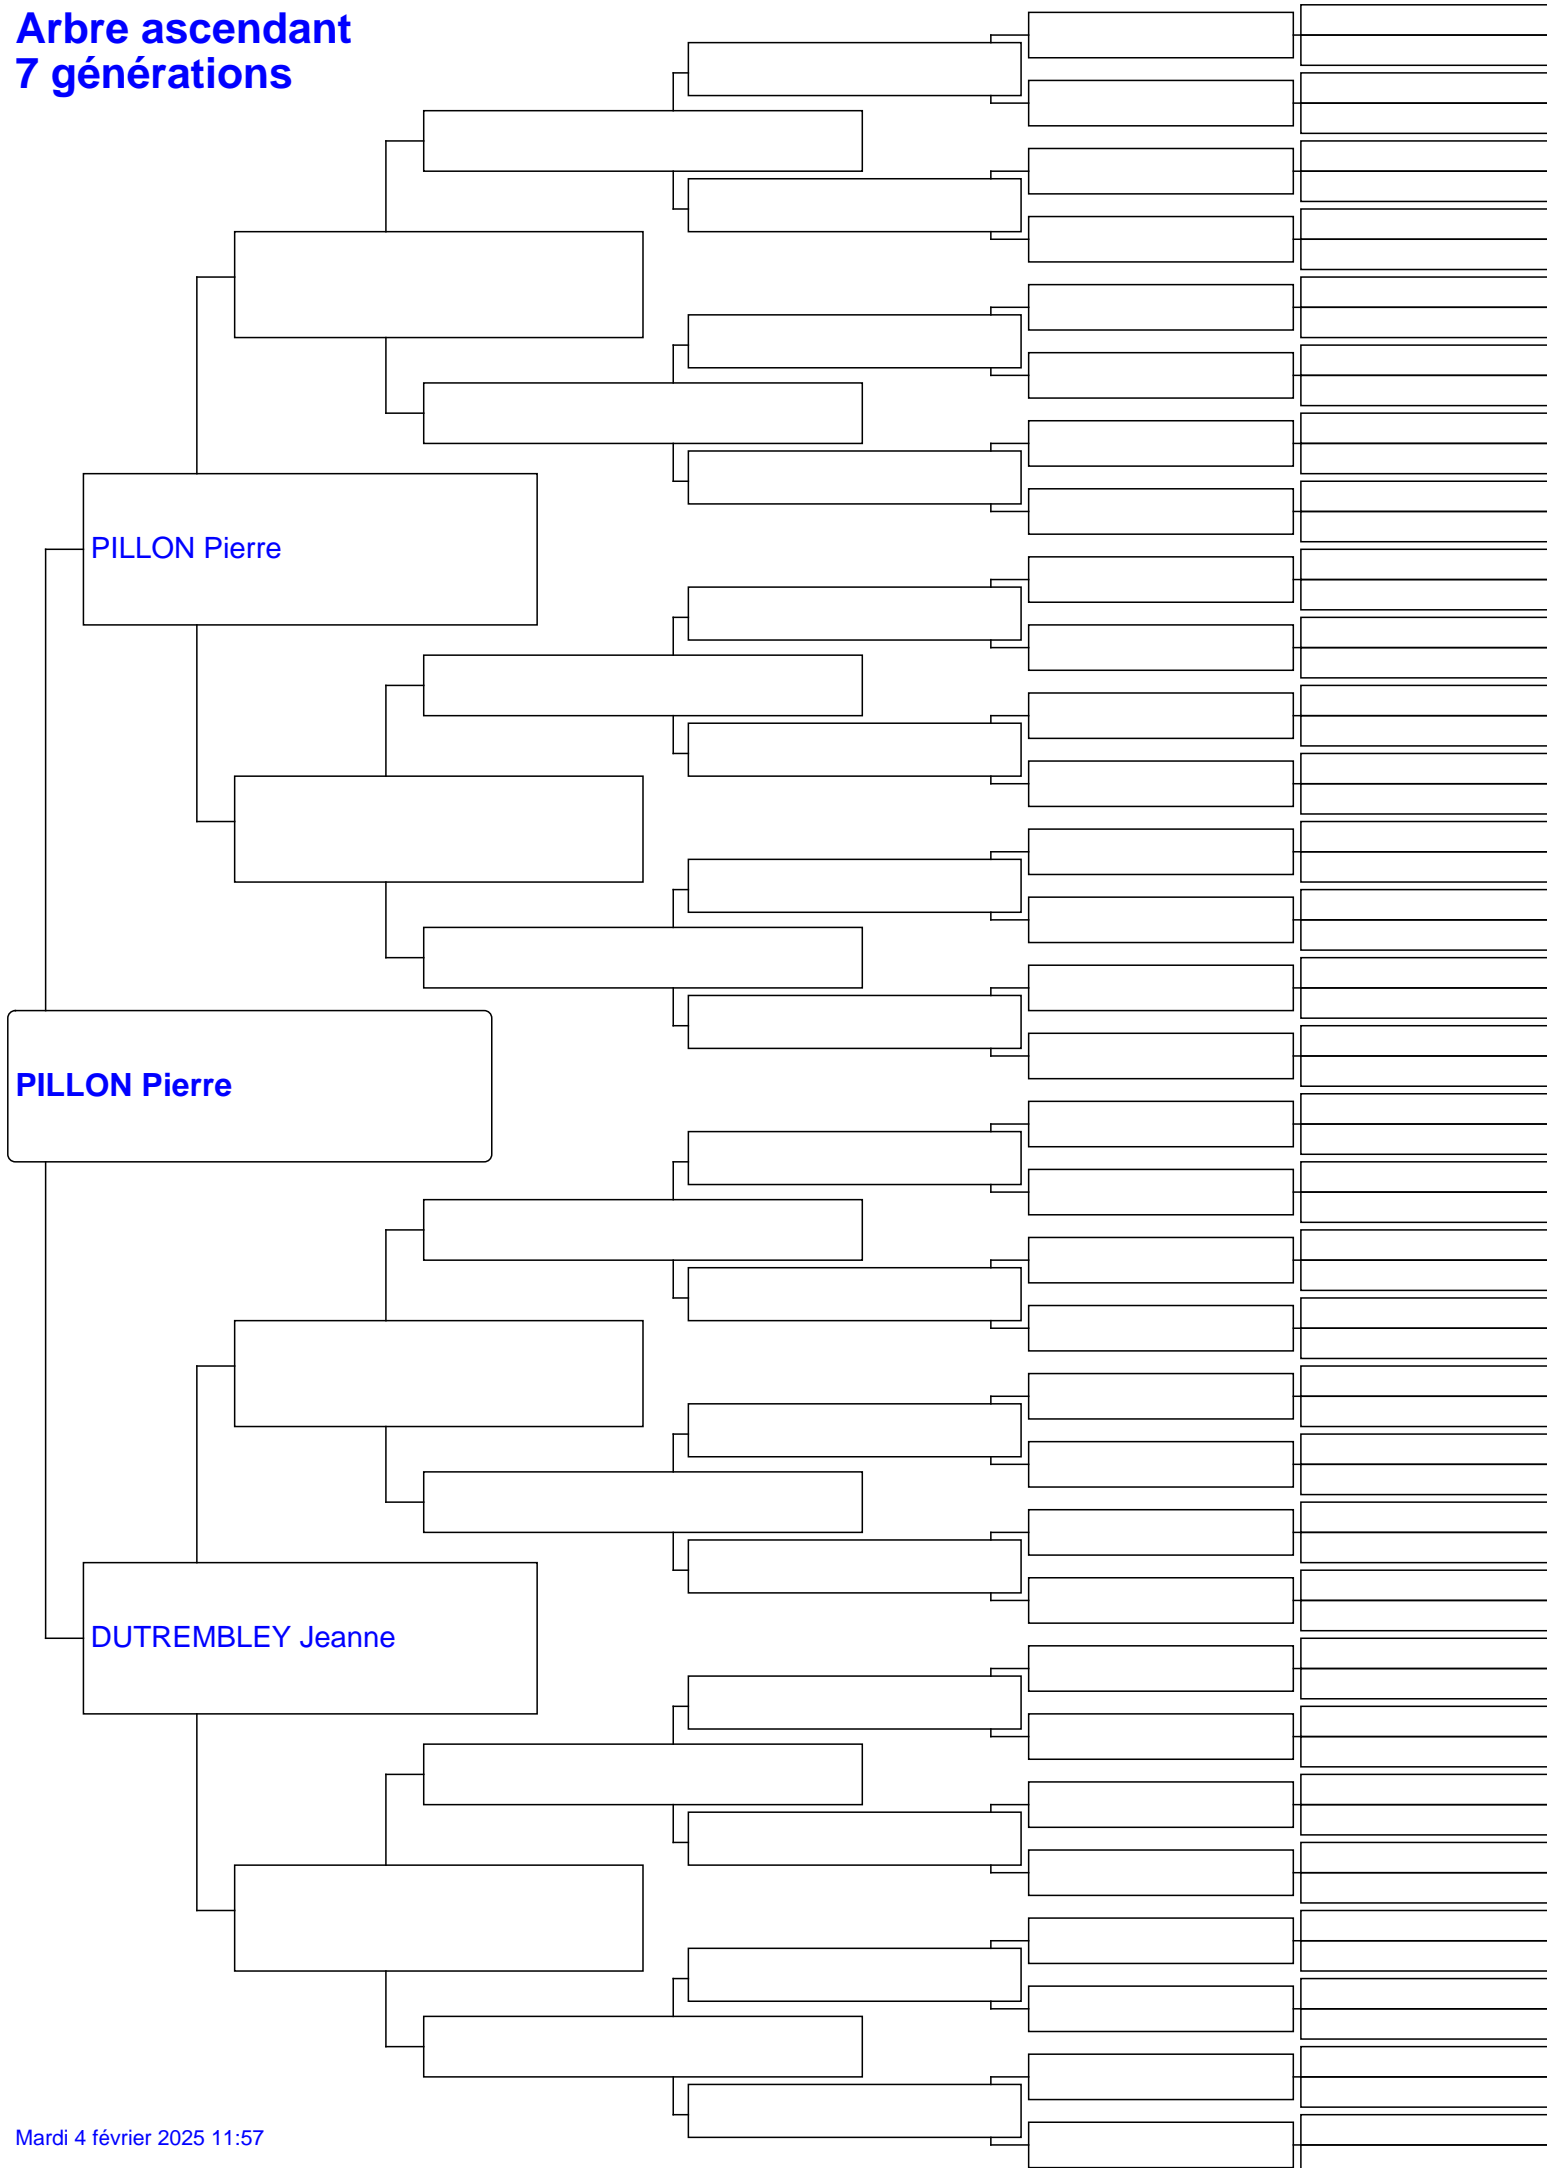 Arbre ascendant
7 générations
PILLON Pierre
PILLON Pierre
DUTREMBLEY Jeanne
Mardi 4 février 2025 11:57